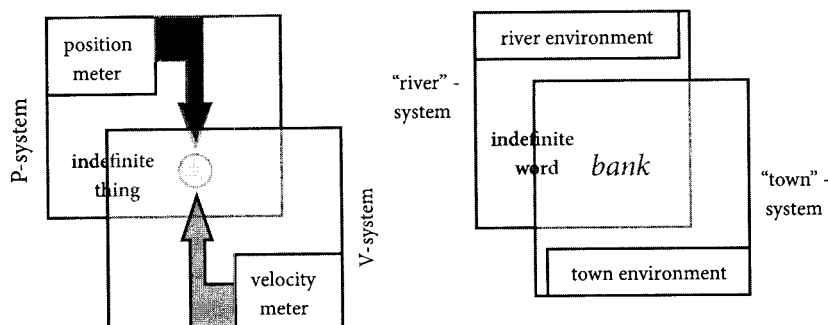 position
meter
P-system
indefinite
thing
V-system
velocity
meter
river environment
“river” -
system
indefinite
word
bank
“town” -
system
town environment